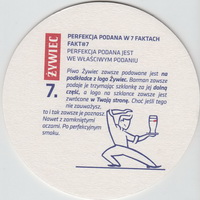 PERFEKCJA PODANA W 7 FAKTACH
FAKT#7
PERFEKCJA PODANA JEST
WE WŁAŚCIWYM PODANIU
ŻYWIEC
7.
Piwo Żywiec zawsze podawane jest na
podkładce z logo Żywiec. Barman zawsze
podaje je trzymając szklankę za jej dolną
część, a logo na szklance zawsze jest
zwrócone w Twoją stronę. Choć jeśli tego
nie zauważysz,
to i tak zawsze je poznasz.
Nawet z zamkniętymi
oczami. Po perfekcyjnym
smaku.